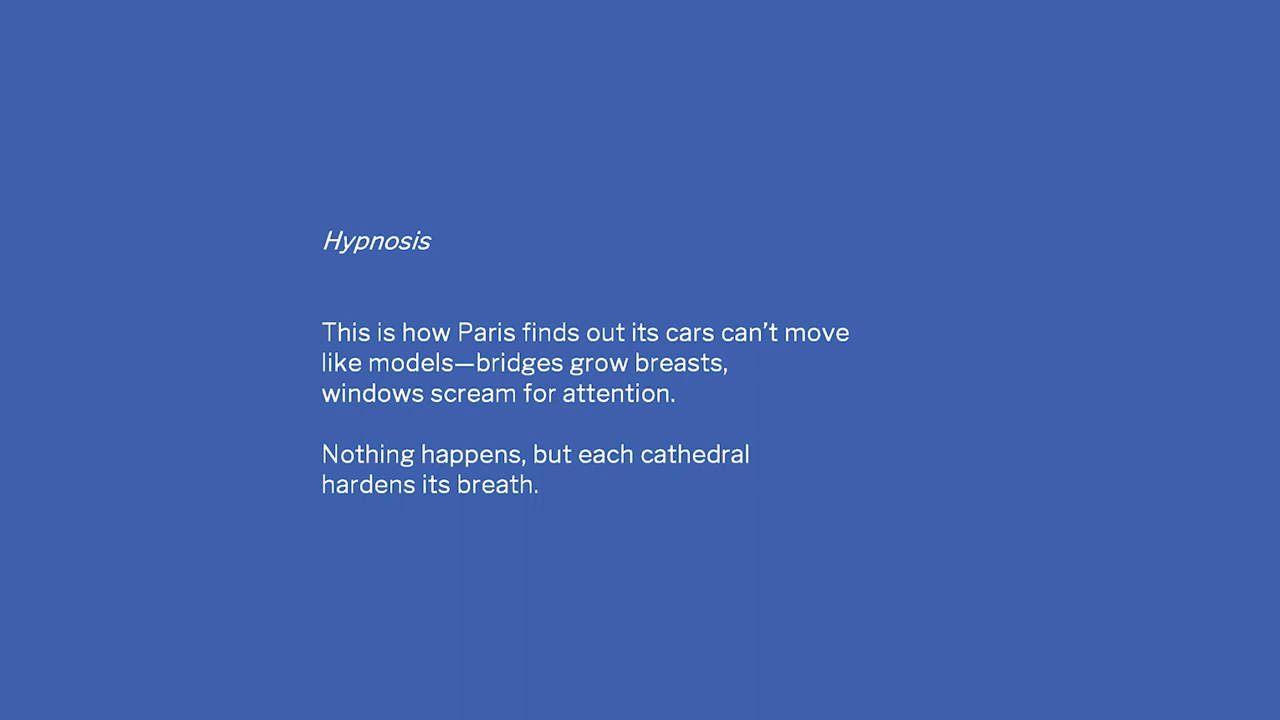 Hypnosis
This is how Paris finds out its cars can’t move
like models—bridges grow breasts,
windows scream for attention.
Nothing happens, but each cathedral
hardens its breath.